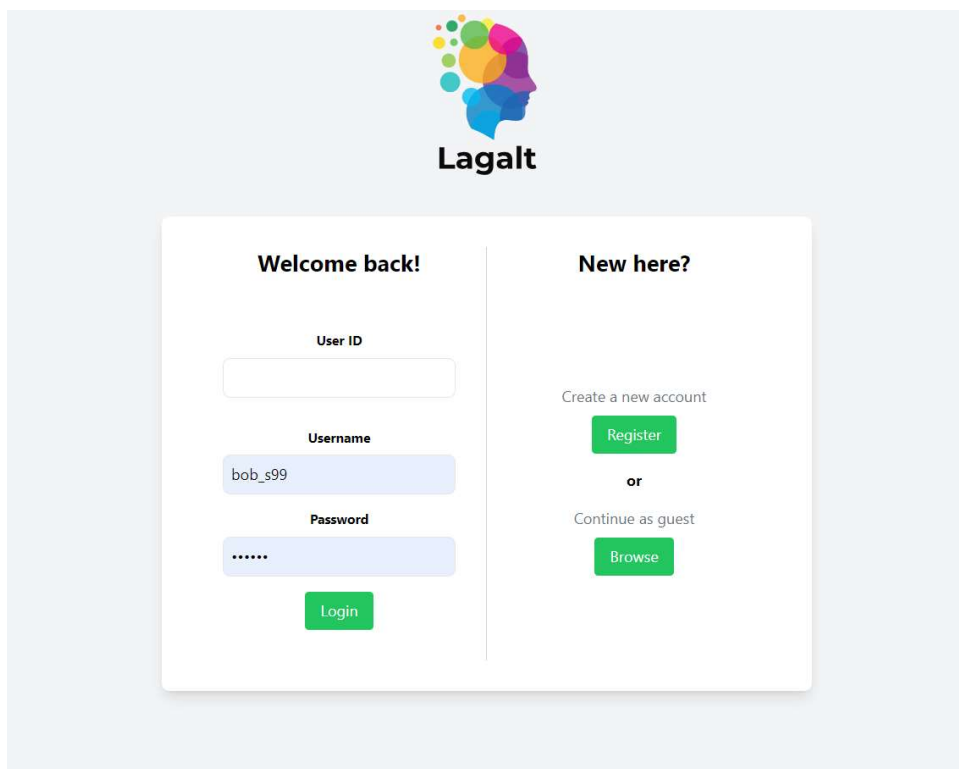 Lagalt
Welcome back!
User ID
Username
bob_s99
Password
••••••
Login
New here?
Create a new account
Register
or
Continue as guest
Browse